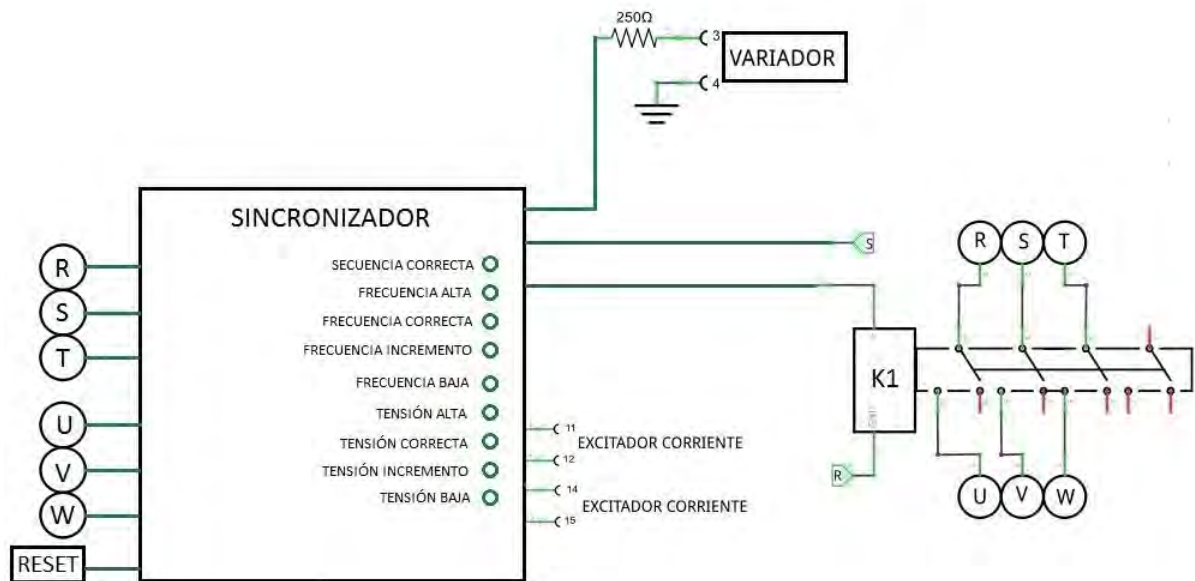 250Ω
3
VARIADOR
4
SINCRONIZADOR
R
S
T
U
V
W
RESET
SECUENCIA CORRECTA
FRECUENCIA ALTA
FRECUENCIA CORRECTA
FRECUENCIA INCREMENTO
FRECUENCIA BAJA
TENSIÓN ALTA
TENSIÓN CORRECTA
TENSIÓN INCREMENTO
TENSIÓN BAJA
11
EXCITADOR CORRIENTE
12
14
EXCITADOR CORRIENTE
15
S
R
K1
R S T
U V W